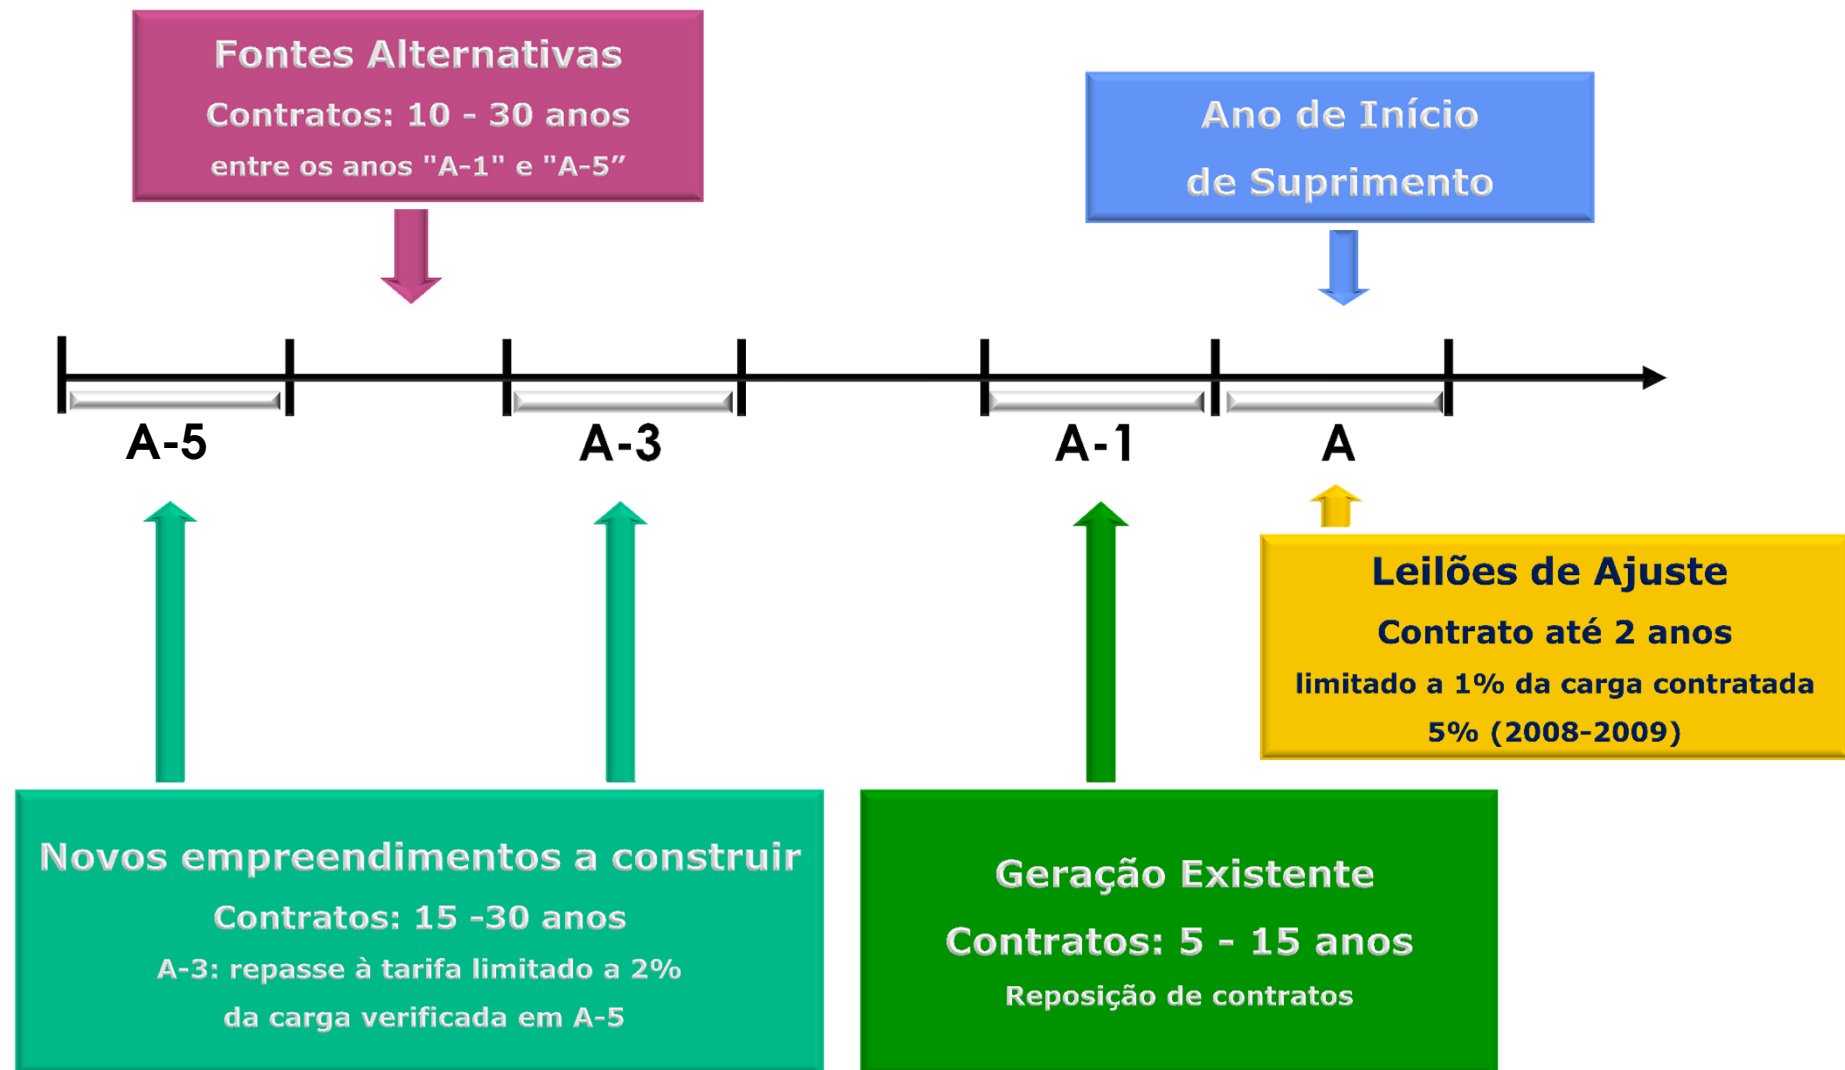 Fontes Alternativas
Contratos: 10 - 30 anos
entre os anos "A-1" e "A-5”
Ano de Início
de Suprimento
A-5
A-3
A-1
A
Leilões de Ajuste
Contrato até 2 anos
limitado a 1% da carga contratada
5% (2008-2009)
Novos empreendimentos a construir
Contratos: 15 -30 anos
A-3: repasse à tarifa limitado a 2%
da carga verificada em A-5
Geração Existente
Contratos: 5 - 15 anos
Reposição de contratos